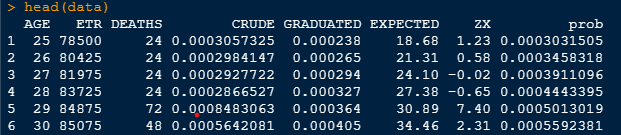 > head(data)
AGE ETR DEATHS CRUDE GRADUATED EXPECTED ZX prob
1 25 78500 24 0.0003057325 0.000238 18.68 1.23 0.0003031505
2 26 80425 24 0.0002984147 0.000265 21.31 0.58 0.0003458318
3 27 81975 24 0.0002927722 0.000294 24.10 -0.02 0.0003911096
4 28 83725 24 0.0002866527 0.000327 27.38 -0.65 0.0004443395
5 29 84875 72 0.0008483063 0.000364 30.89 7.40 0.0005013019
6 30 85075 48 0.0005642081 0.000405 34.46 2.31 0.0005592381